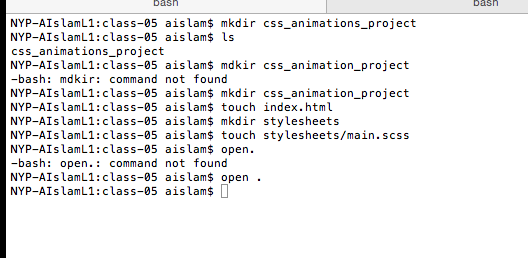 bash
bash
NYP-AIslamL1:class-05 aislam$ mkdir css_animations_project
NYP-AIslamL1:class-05 aislam$ ls
css_animations_project
NYP-AIslamL1:class-05 aislam$ mdkir css_animation_project
-bash: mdkir: command not found
NYP-AIslamL1:class-05 aislam$ mkdir css_animation_project
NYP-AIslamL1:class-05 aislam$ touch index.html
NYP-AIslamL1:class-05 aislam$ mkdir stylesheets
NYP-AIslamL1:class-05 aislam$ touch stylesheets/main.scss
NYP-AIslamL1:class-05 aislam$ open.
-bash: open.: command not found
NYP-AIslamL1:class-05 aislam$ open .
NYP-AIslamL1:class-05 aislam$